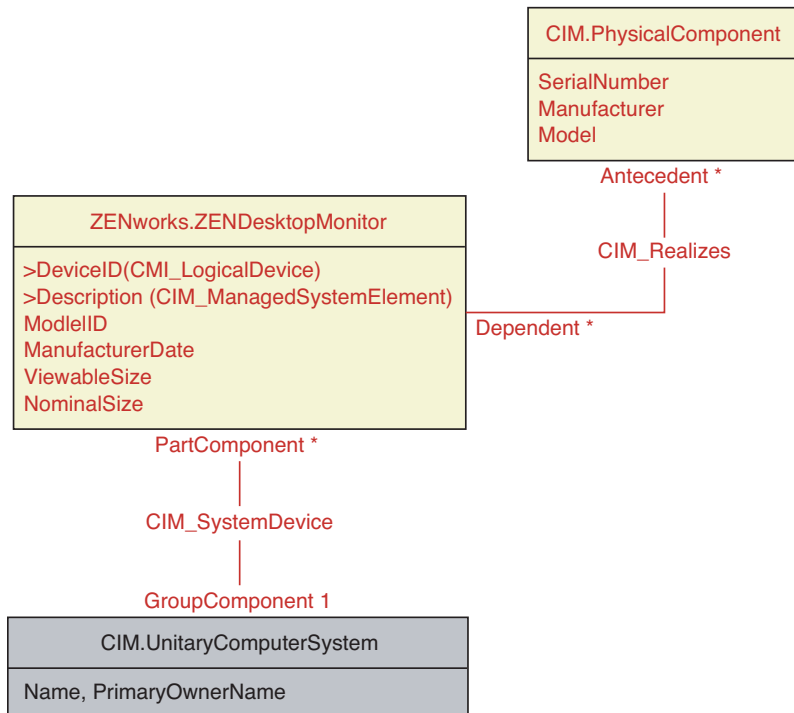 CIM.PhysicalComponent
SerialNumber
Manufacturer
Model
Antecedent *
CIM_Realizes
Dependent *
ZENworks.ZENDesktopMonitor
>DeviceID(CMI_LogicalDevice)
>Description (CIM_ManagedSystemElement)
ModlelID
ManufacturerDate
ViewableSize
NominalSize
PartComponent *
CIM_SystemDevice
GroupComponent 1
CIM.UnitaryComputerSystem
Name, PrimaryOwnerName